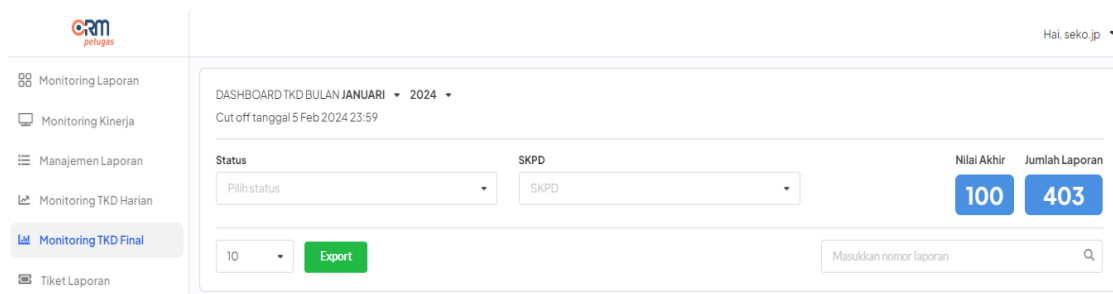 CRM
petugas
Hai, seko.jp
Monitoring Laporan
Monitoring Kinerja
Manajemen Laporan
Monitoring TKD Harian
Monitoring TKD Final
Tiket Laporan
DASHBOARD TKD BULAN JANUARI 2024
Cut off tanggal 5 Feb 2024 23:59
Status
SKPD
Nilai Akhir
Jumlah Laporan
Pilih status
SKPD
100
403
10
Export
Masukkan nomor laporan